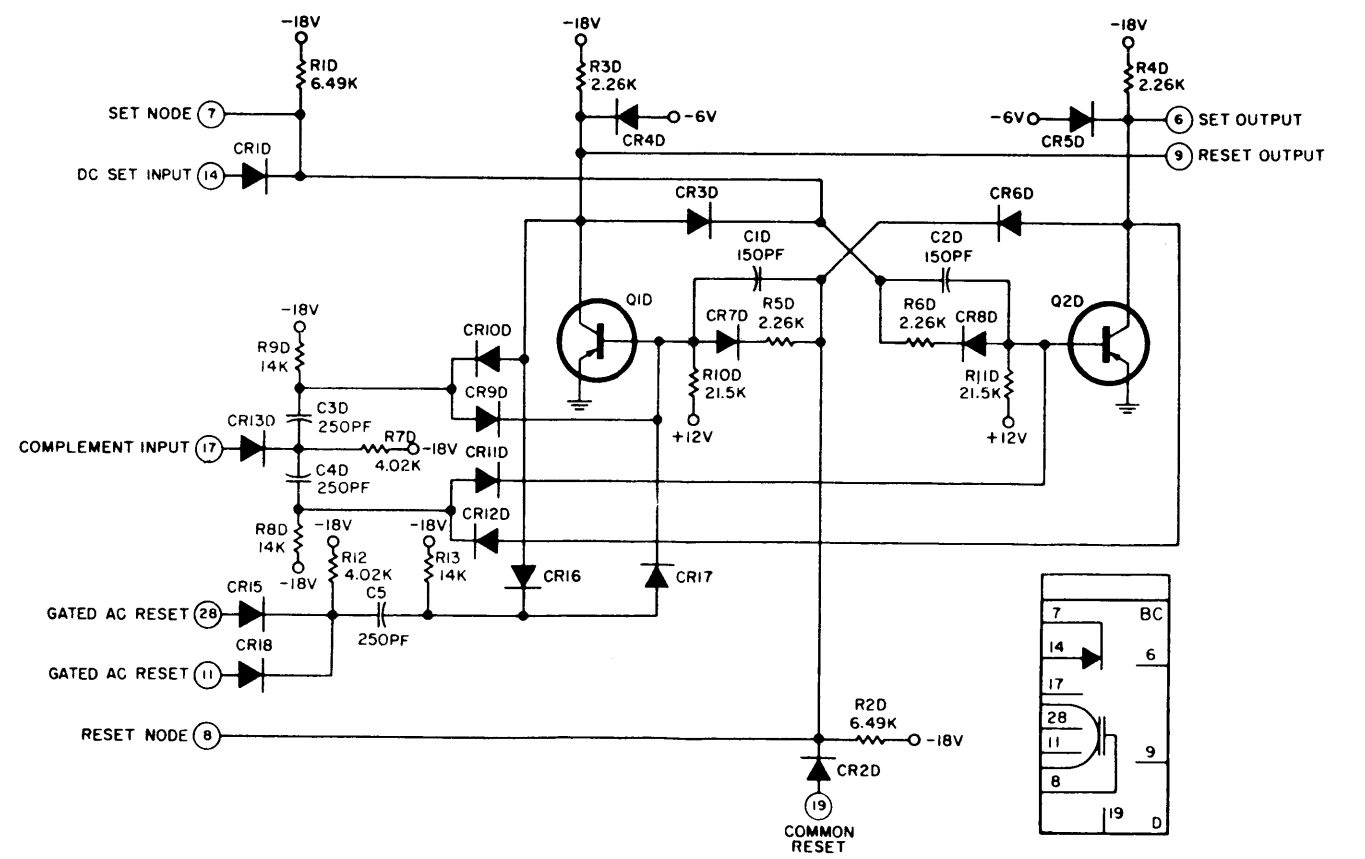 -18V
-18V
-18V
R1D
6.49K
R3D
2.26K
R4D
2.26K
SET NODE 7
-6V
CR4D
-6V
CR5D
6 SET OUTPUT
9 RESET OUTPUT
CR1D
DC SET INPUT 14
CR3D
CR6D
C1D
150PF
C2D
150PF
Q1D
R5D
2.26K
CR7D
R6D
2.26K
CR8D
Q2D
-18V
R9D
14K
CR10D
R10D
21.5K
R11D
21.5K
CR9D
C3D
250PF
+12V
+12V
CR13D
COMPLEMENT INPUT 17
R7D
4.02K
-18V
C4D
250PF
CR11D
CR12D
R8D
14K
-18V
-18V
-18V
R12
4.02K
R13
14K
CR16
CR17
CR15
GATED AC RESET 28
C5
250PF
CR18
GATED AC RESET 11
RESET NODE 8
R2D
6.49K
-18V
CR2D
19
COMMON
RESET
7
BC
14
6
17
28
11
9
8
19
D